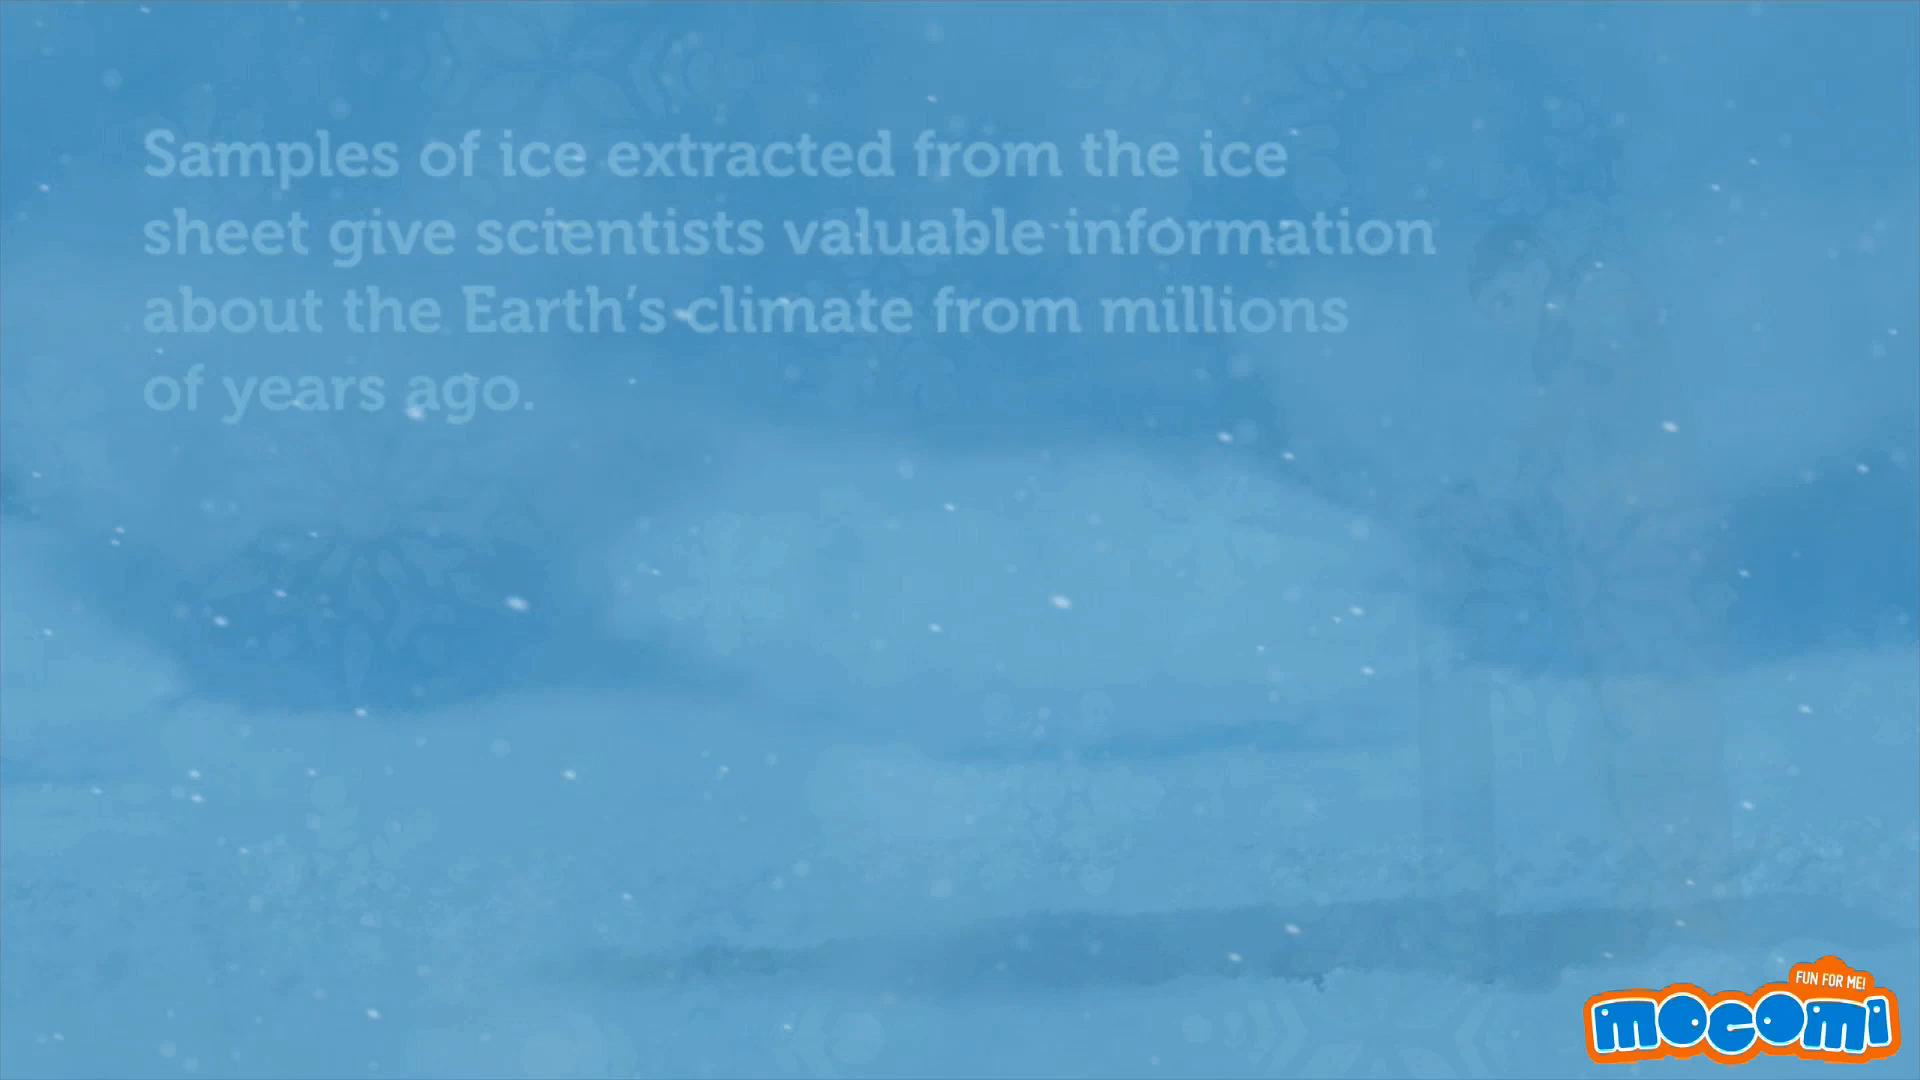 Samples of ice extracted from the ice
sheet give scientists valuable information
about the Earth's climate from millions
of years ago.
FUN FOR ME!
mocomi